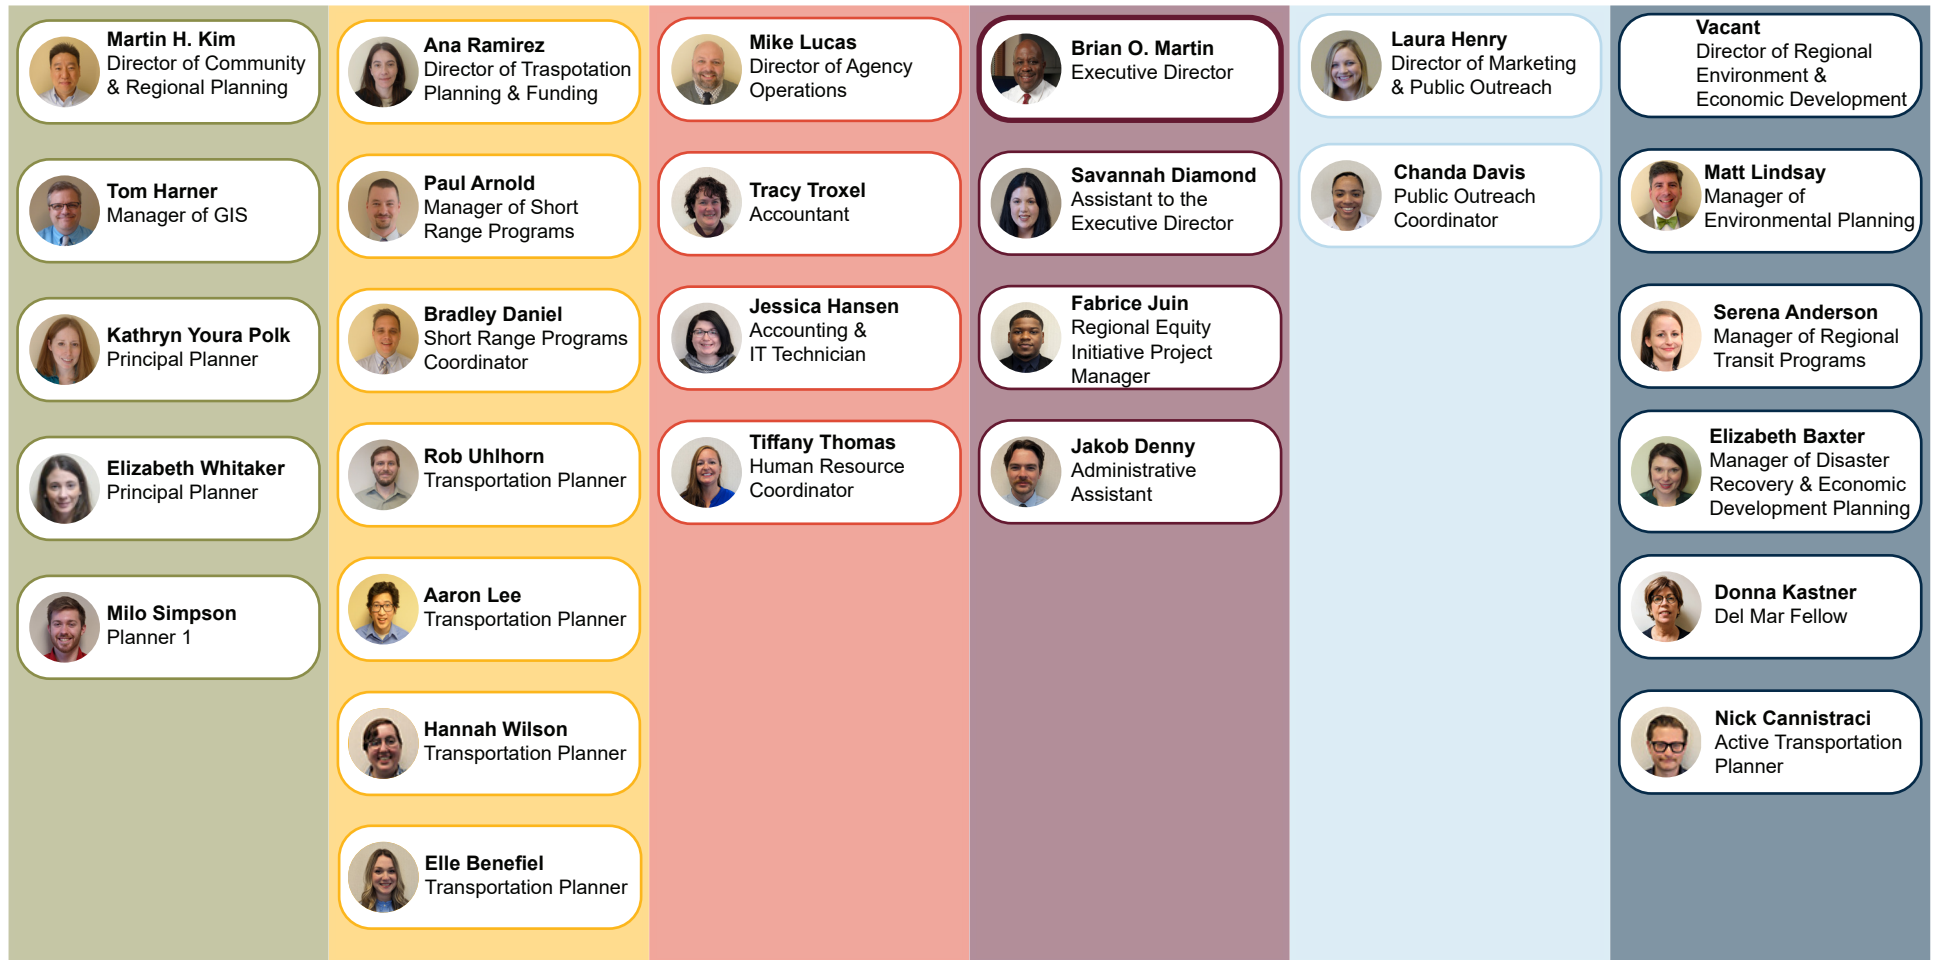 Martin H. Kim
Director of Community
& Regional Planning
Tom Harner
Manager of GIS
Kathryn Youra Polk
Principal Planner
Elizabeth Whitaker
Principal Planner
Milo Simpson
Planner 1
Ana Ramirez
Director of Traspotation
Planning & Funding
Paul Arnold
Manager of Short
Range Programs
Bradley Daniel
Short Range Programs
Coordinator
Rob Uhlhorn
Transportation Planner
Aaron Lee
Transportation Planner
Hannah Wilson
Transportation Planner
Elle Benefiel
Transportation Planner
Mike Lucas
Director of Agency
Operations
Tracy Troxel
Accountant
Jessica Hansen
Accounting &
IT Technician
Tiffany Thomas
Human Resource
Coordinator
Brian O. Martin
Executive Director
Savannah Diamond
Assistant to the
Executive Director
Fabrice Juin
Regional Equity
Initiative Project
Manager
Jakob Denny
Administrative
Assistant
Laura Henry
Director of Marketing
& Public Outreach
Chanda Davis
Public Outreach
Coordinator
Vacant
Director of Regional
Environment &
Economic Development
Matt Lindsay
Manager of
Environmental Planning
Serena Anderson
Manager of Regional
Transit Programs
Elizabeth Baxter
Manager of Disaster
Recovery & Economic
Development Planning
Donna Kastner
Del Mar Fellow
Nick Cannistraci
Active Transportation
Planner